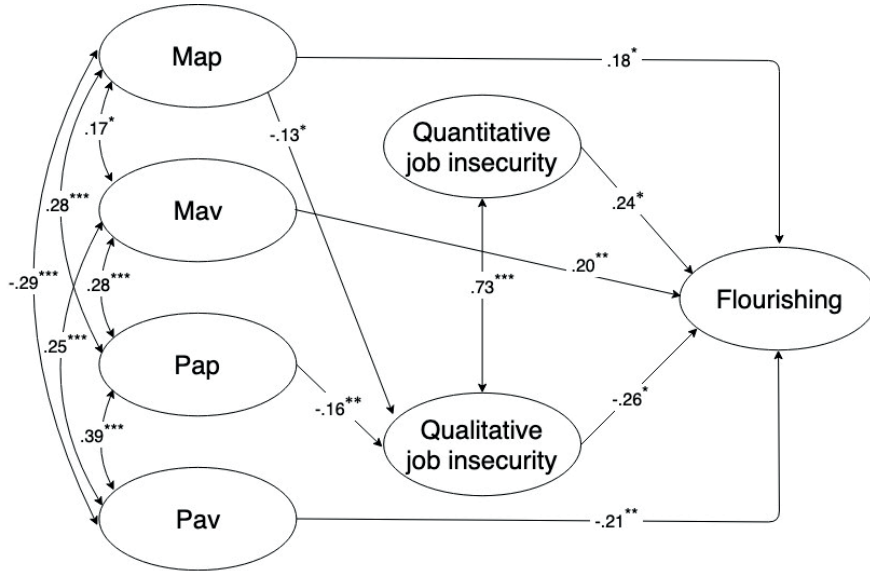 Map
.18*
.17*
-.13*
Quantitative
job insecurity
.28***
Mav
.24*
.20**
-.29***
.28***
.73***
Flourishing
.25***
Pap
-.16**
-.26*
.39***
Qualitative
job insecurity
Pav
-.21**